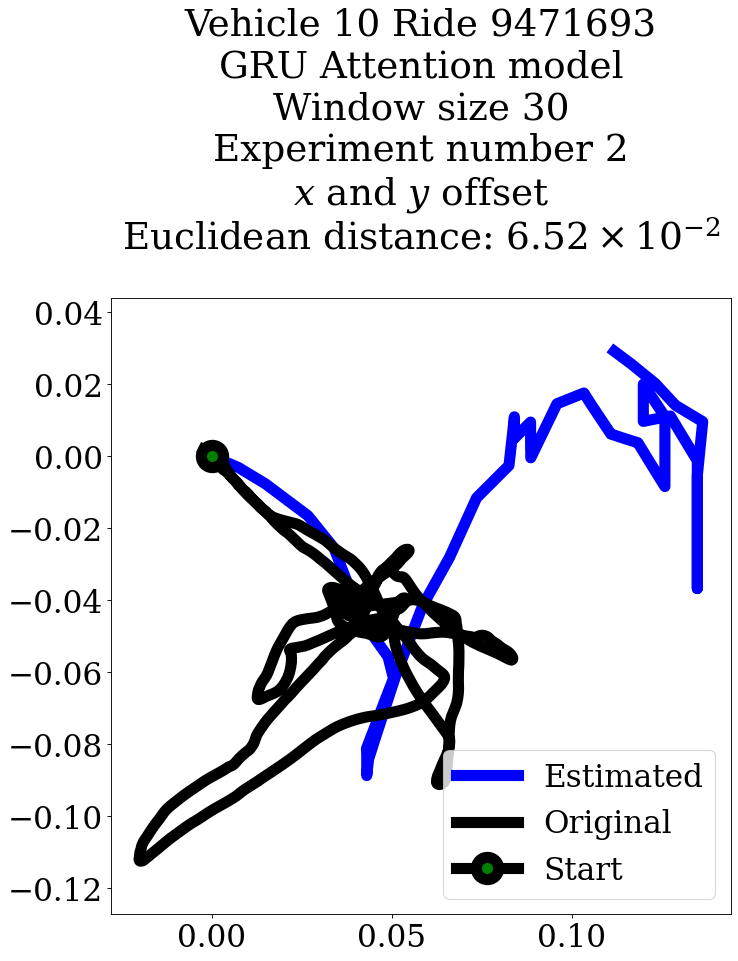 Vehicle 10 Ride 9471693
GRU Attention model
Window size 30
Experiment number 2
x and y offset
Euclidean distance: 6.52 × 10⁻²
0.04
0.02
0.00
−0.02
−0.04
−0.06
−0.08
−0.10
−0.12
Estimated
Original
Start
0.00 0.05 0.10